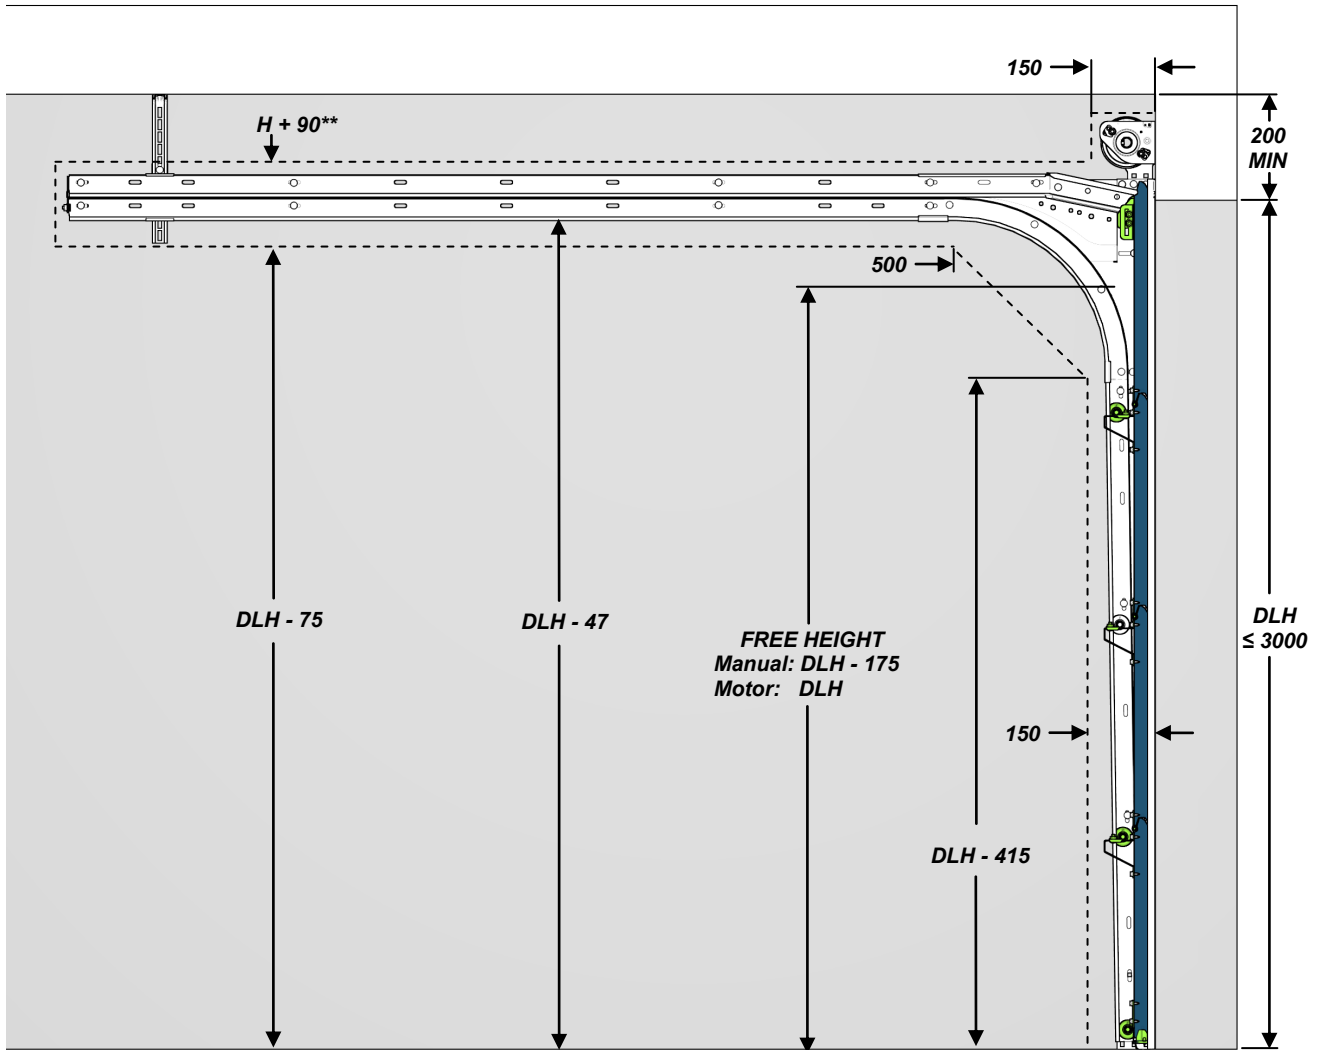 150
H + 90**
200
MIN
500
DLH - 75
DLH - 47
FREE HEIGHT
Manual: DLH - 175
Motor: DLH
DLH
≤ 3000
150
DLH - 415